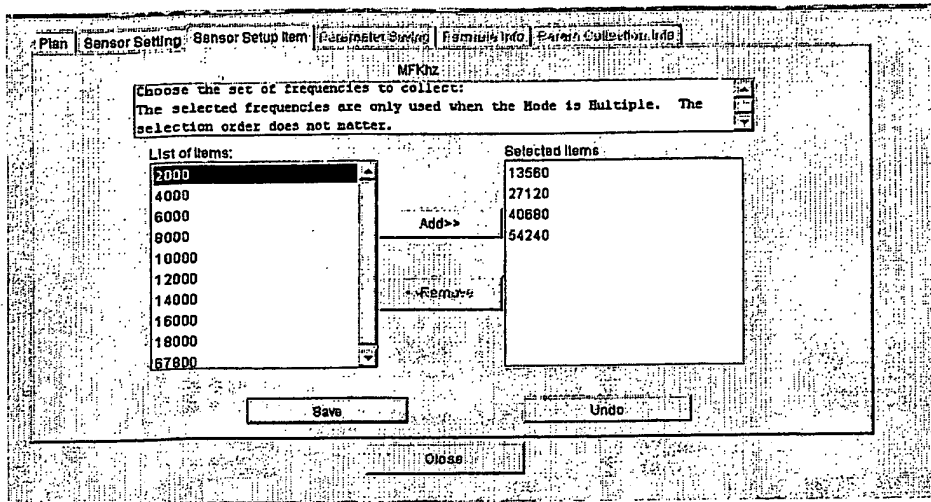 Plan Sensor Setting Sensor Setup Item Parameter Saving Formula Info Param Collection Info
MFKhz
Choose the set of frequencies to collect:
The selected frequencies are only used when the Mode is Multiple. The
selection order does not matter.
List of Items:
Selected Items
2000
4000
6000
8000
10000
12000
14000
16000
18000
67800
Add>>
Remove
13560
27120
40680
54240
Save
Undo
Close